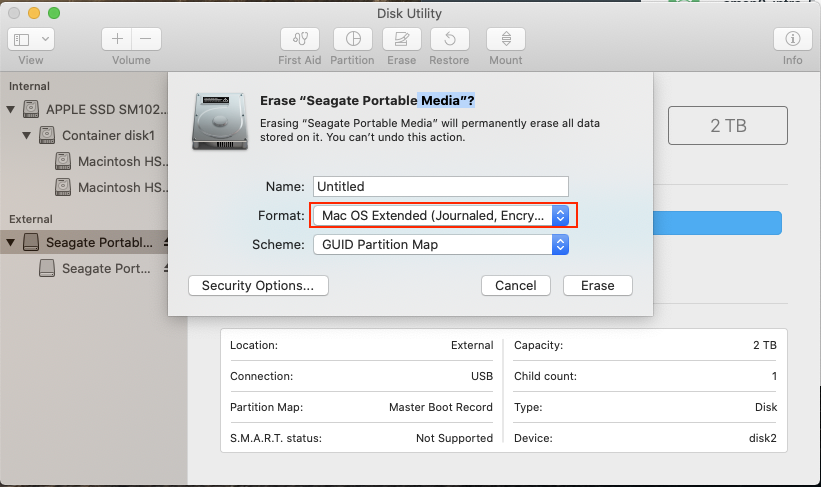 Disk Utility
View
Volume
First Aid
Partition
Erase
Restore
Mount
Info
Internal
APPLE SSD SM102...
Container disk1
Macintosh HS...
Macintosh HS...
External
Seagate Portabl...
Seagate Port...
Erase “Seagate Portable Media”?
Erasing “Seagate Portable Media” will permanently erase all data
stored on it. You can’t undo this action.
Name: Untitled
Format: Mac OS Extended (Journaled, Encry...
Scheme: GUID Partition Map
Security Options...
Cancel
Erase
2 TB
Location: External
Capacity: 2 TB
Connection: USB
Child count: 1
Partition Map: Master Boot Record
Type: Disk
S.M.A.R.T. status: Not Supported
Device: disk2